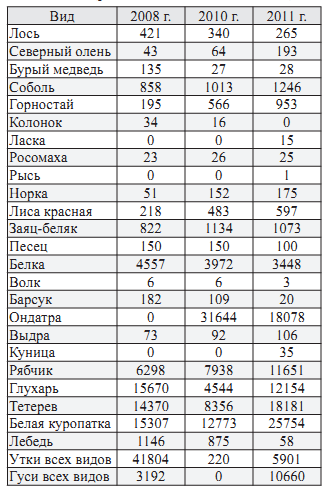 Вид 2008 г. 2010 г. 2011 г.
Лось 421 340 265
Северный олень 43 64 193
Бурый медведь 135 27 28
Соболь 858 1013 1246
Горностай 195 566 953
Колонок 34 16 0
Ласка 0 0 15
Росомаха 23 26 25
Рысь 0 0 1
Норка 51 152 175
Лиса красная 218 483 597
Заяц-беляк 822 1134 1073
Песец 150 150 100
Белка 4557 3972 3448
Волк 6 6 3
Барсук 182 109 20
Ондатра 0 31644 18078
Выдра 73 92 106
Куница 0 0 35
Рябчик 6298 7938 11651
Глухарь 15670 4544 12154
Тетерев 14370 8356 18181
Белая куропатка 15307 12773 25754
Лебедь 1146 875 58
Утки всех видов 41804 220 5901
Гуси всех видов 3192 0 10660